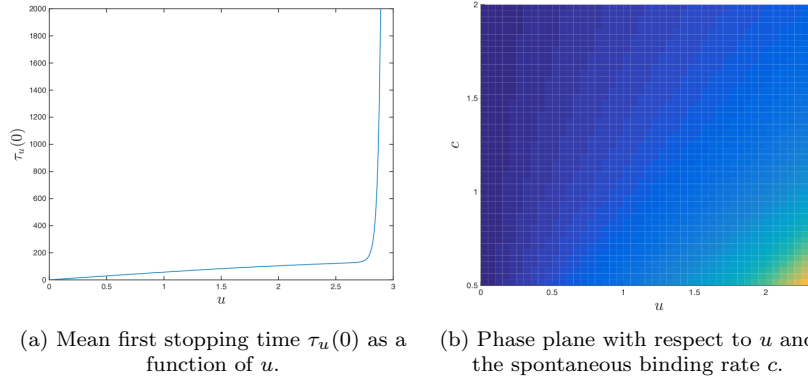 2000
1800
1600
1400
1200
1000
800
600
400
200
0
τu(0)
0 0.5 1 1.5 2 2.5 3
u
2
1.5
1
0.5
c
0 0.5 1 1.5 2
u
(a) Mean first stopping time τu(0) as a
function of u.
(b) Phase plane with respect to u and
the spontaneous binding rate c.